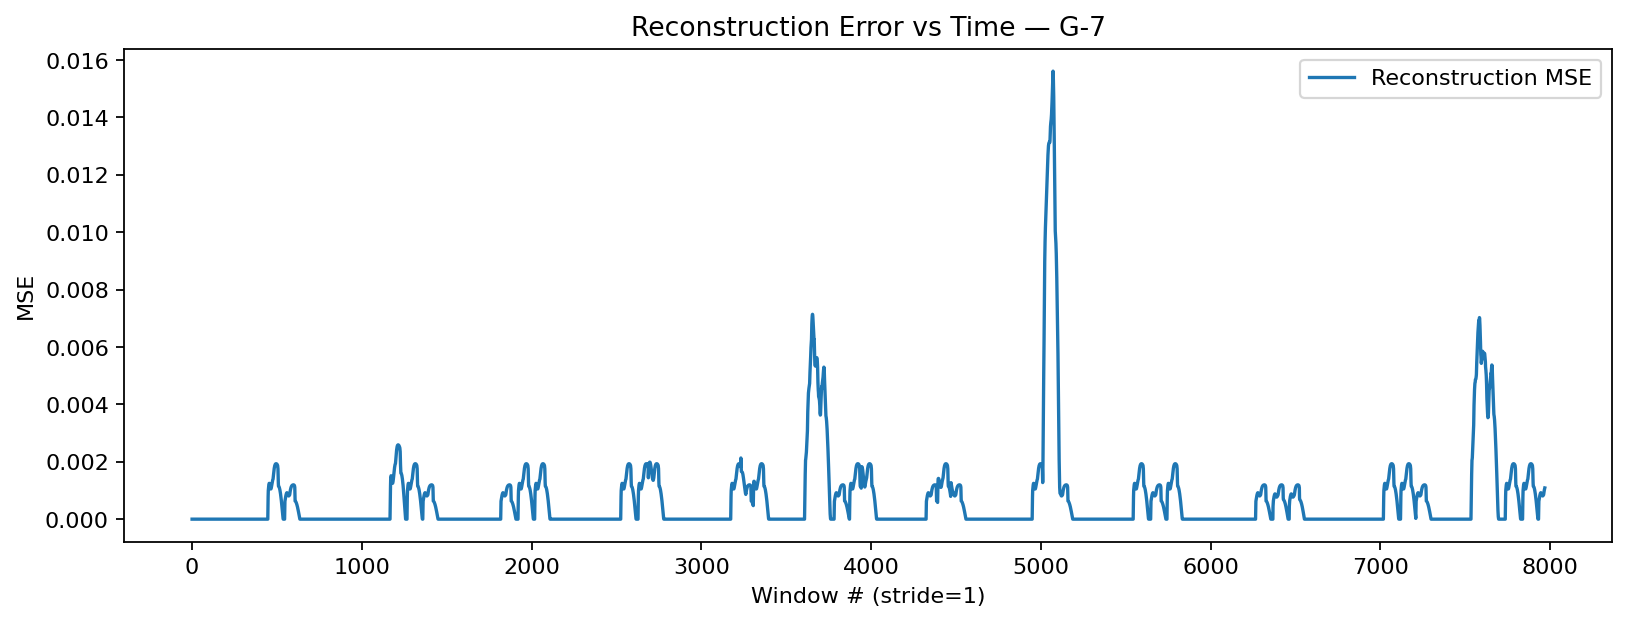 Reconstruction Error vs Time — G-7
Reconstruction MSE
MSE
0.016
0.014
0.012
0.010
0.008
0.006
0.004
0.002
0.000
0 1000 2000 3000 4000 5000 6000 7000 8000
Window # (stride=1)